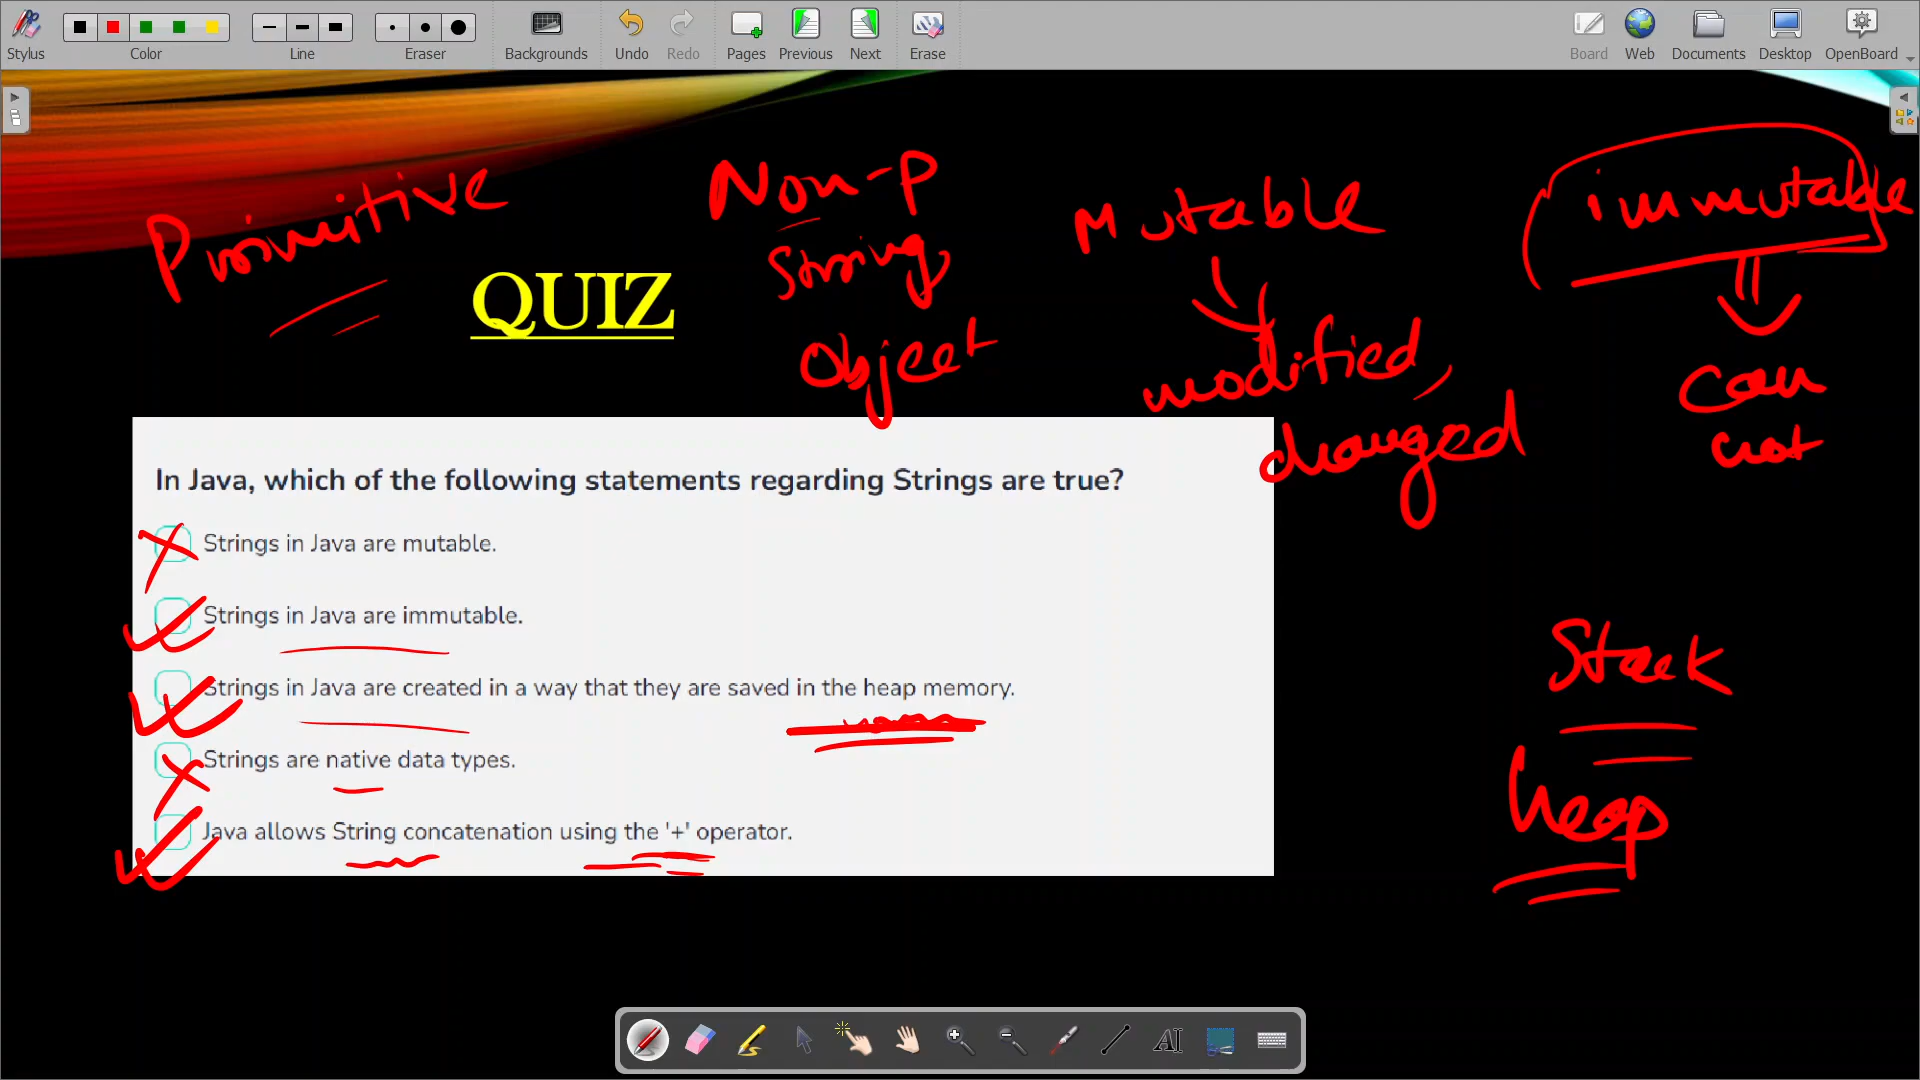 Stylus
Color
Line
Eraser
Backgrounds
Undo
Redo
Pages
Previous
Next
Erase
Board
Web
Documents
Desktop
OpenBoard
Primitive
Non-P
String
Object
Mutable
modified,
changed
immutable
can
not
QUIZ
In Java, which of the following statements regarding Strings are true?
Strings in Java are mutable.
Strings in Java are immutable.
Strings in Java are created in a way that they are saved in the heap memory.
Strings are native data types.
Java allows String concatenation using the '+' operator.
Stack
heap
AI